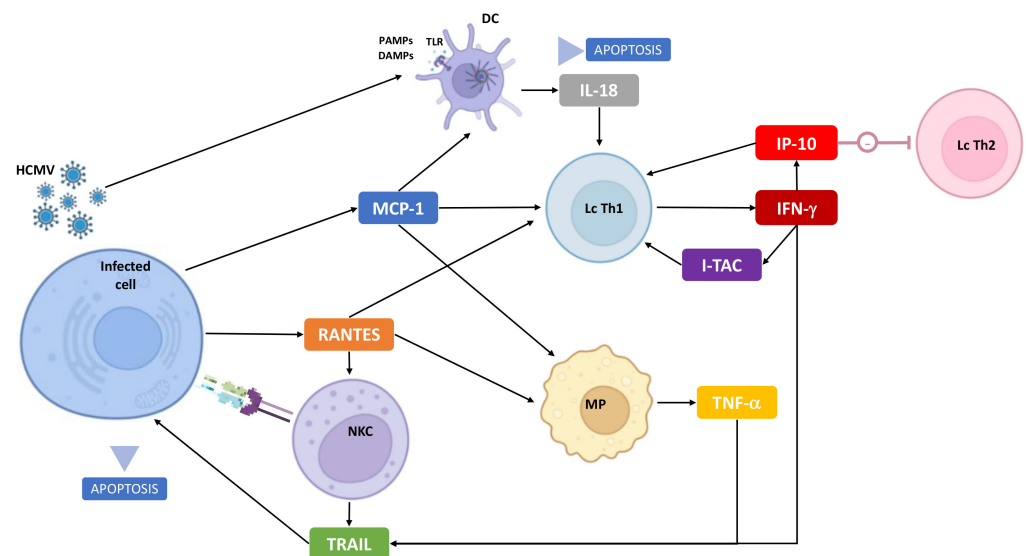 DC
PAMPs
DAMPs
TLR
APOPTOSIS
IL-18
IP-10
Lc Th2
HCMV
MCP-1
Lc Th1
IFN-γ
−
I-TAC
Infected
cell
RANTES
MP
TNF-α
NKC
APOPTOSIS
TRAIL